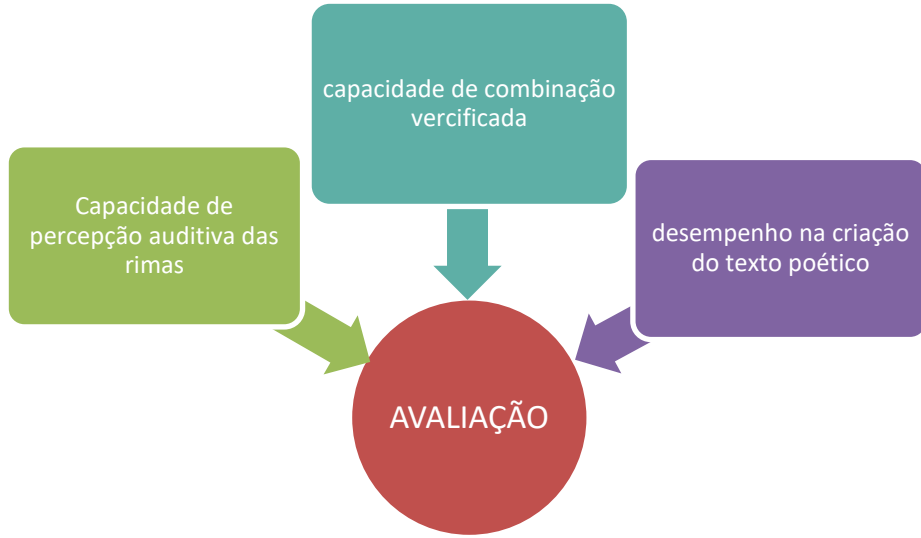 capacidade de combinação
vercificada
Capacidade de
percepção auditiva das
rimas
desempenho na criação
do texto poético
AVALIAÇÃO